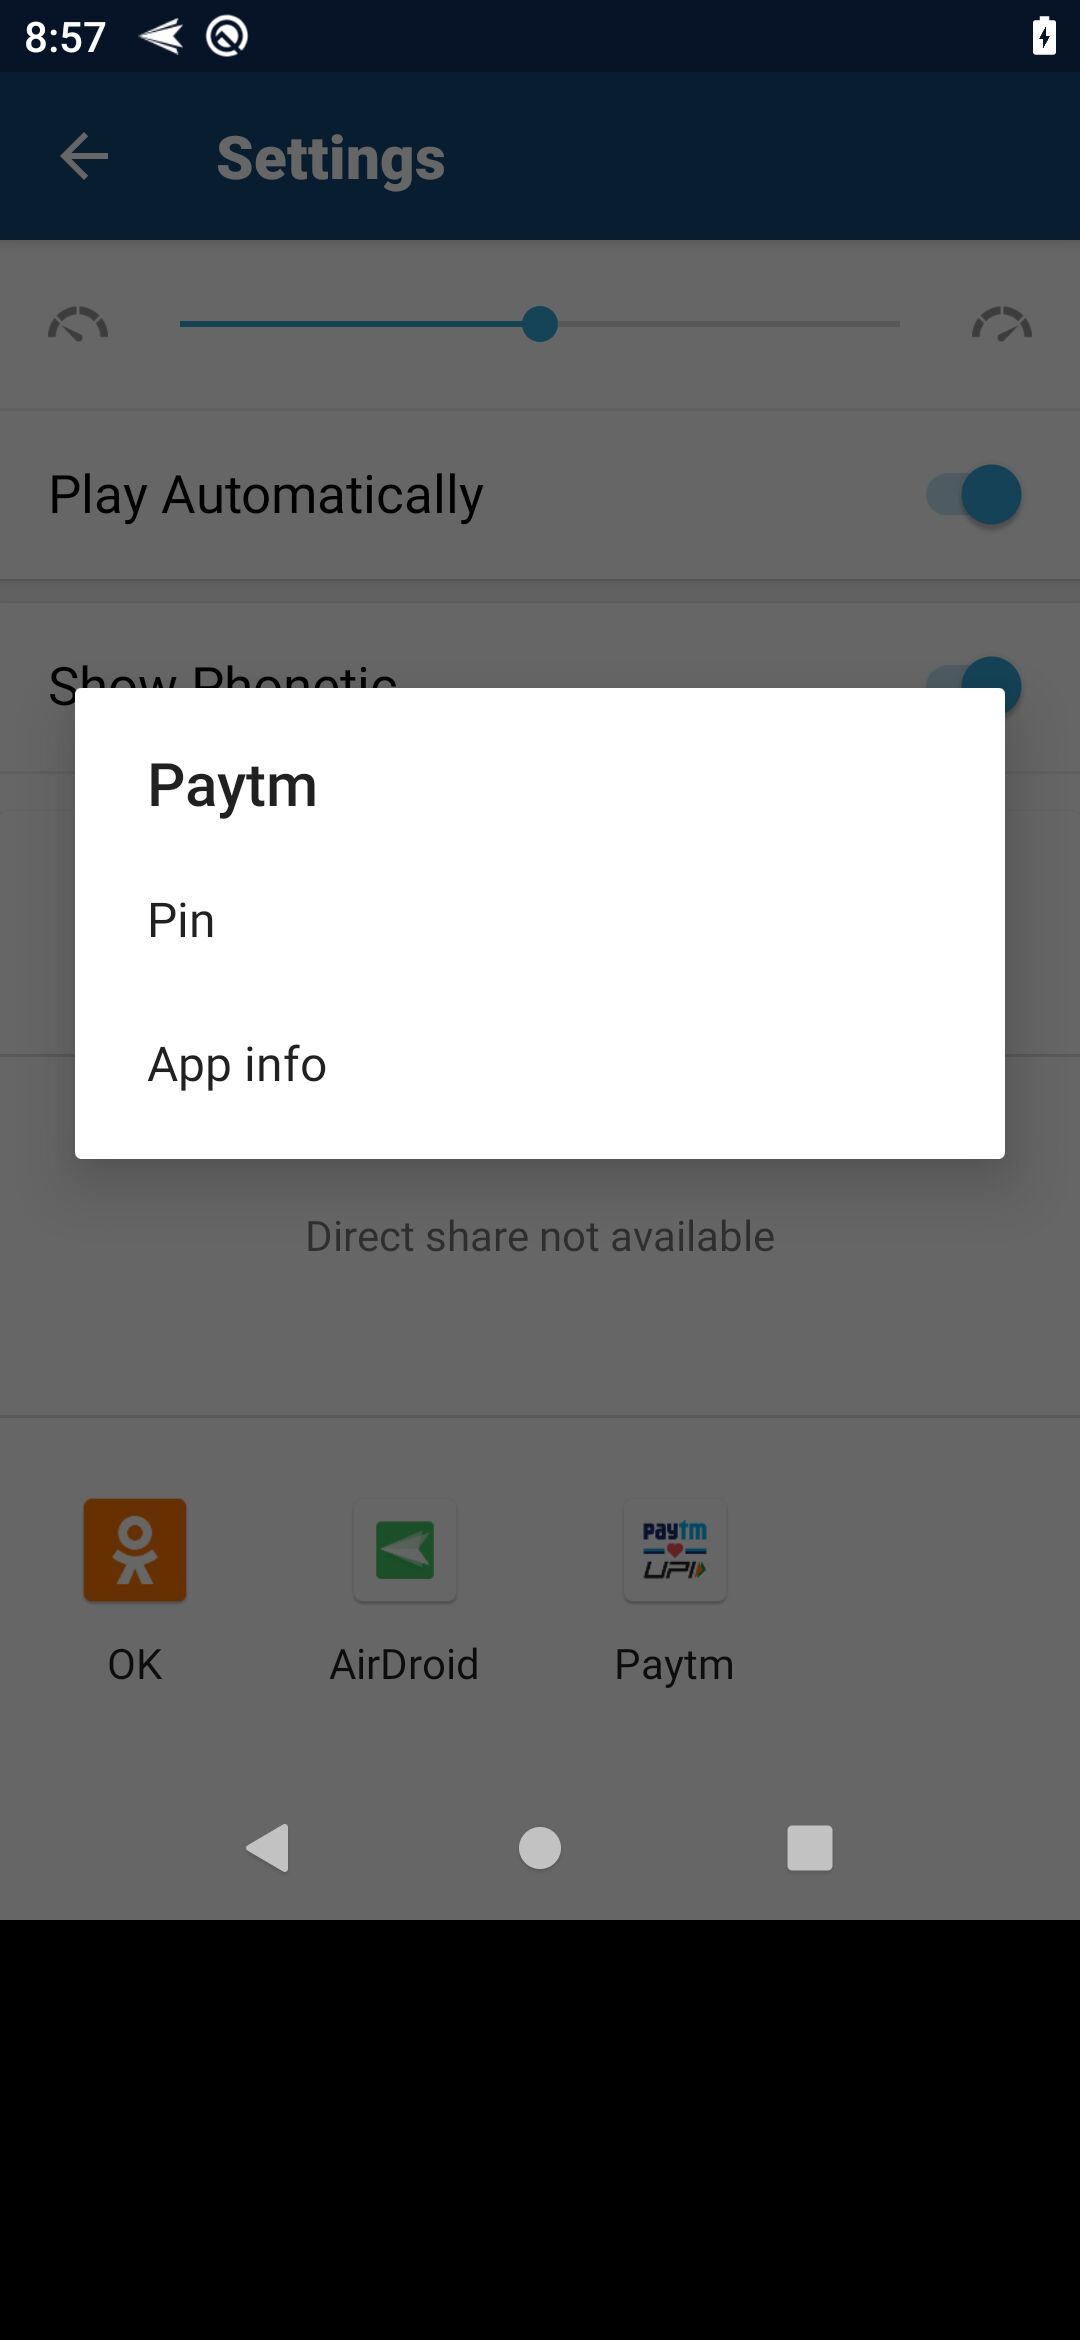 8:57
Settings
Play Automatically
Show Phonetic
Paytm
Pin
App info
Direct share not available
paytm
UPI
OK
AirDroid
Paytm